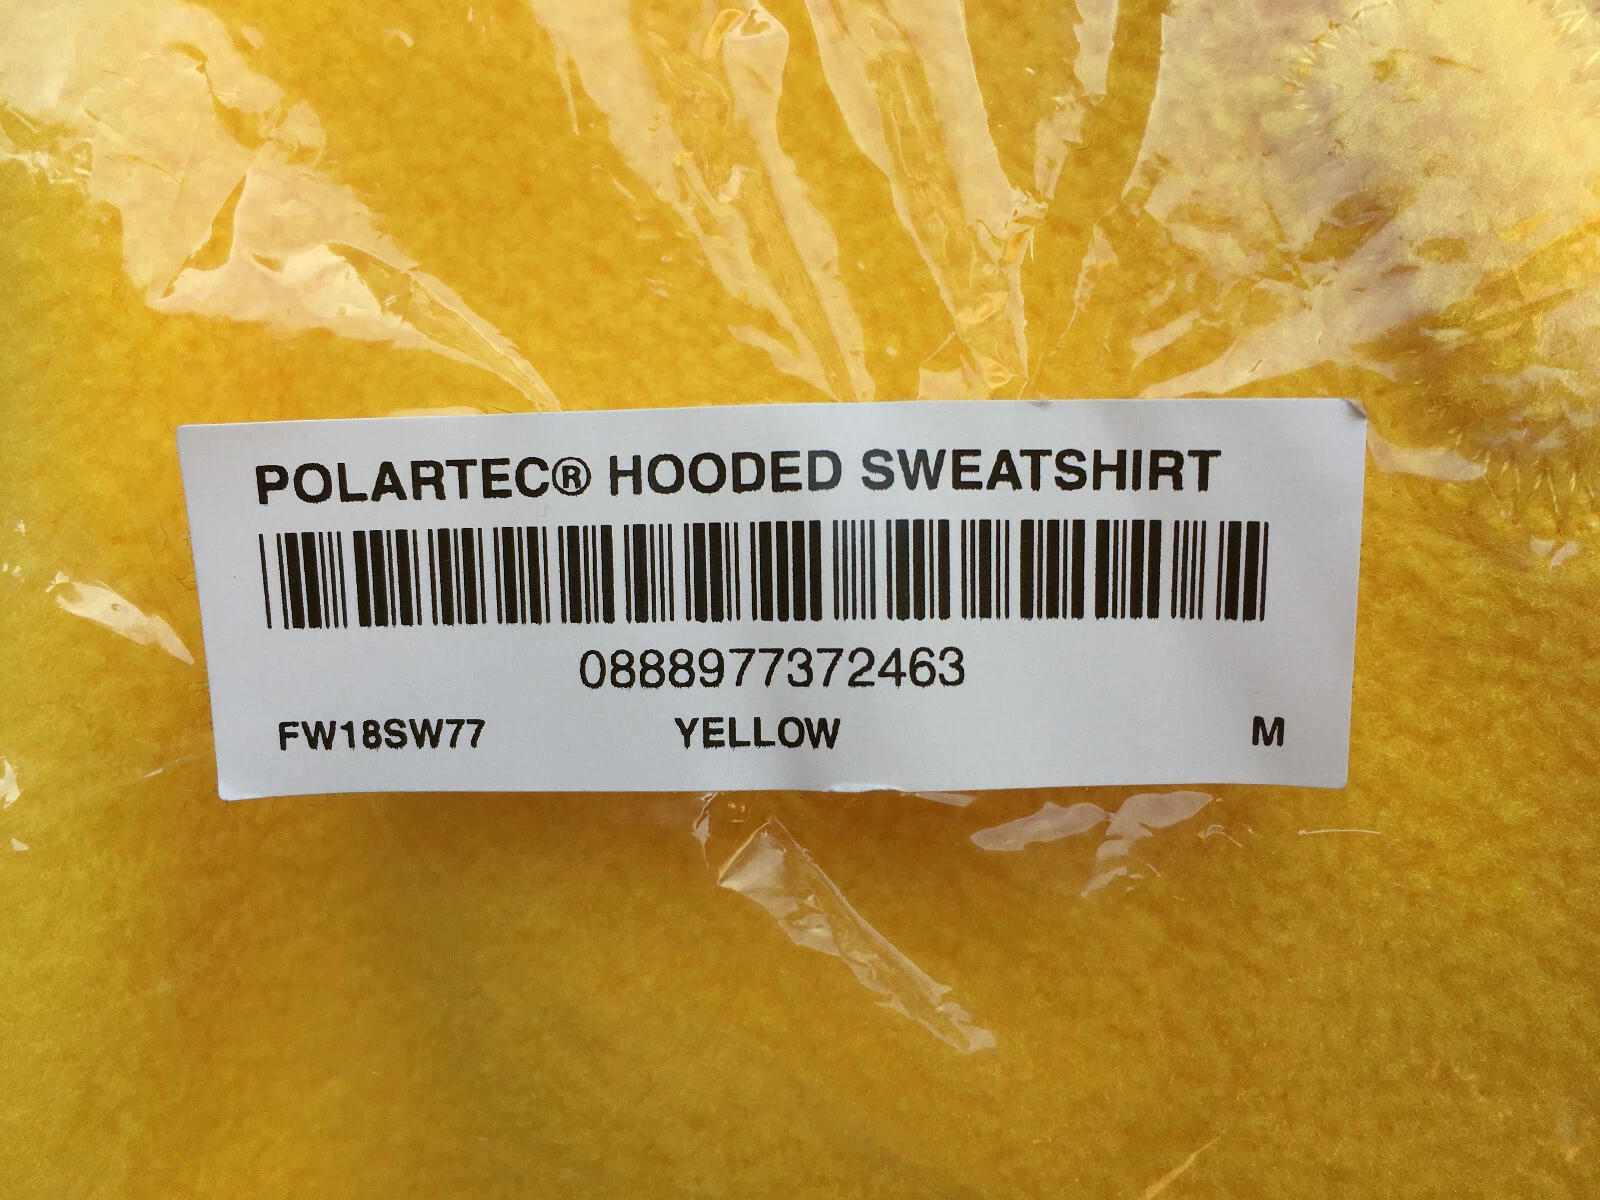 POLARTEC® HOODED SWEATSHIRT
0888977372463
FW18SW77 YELLOW M